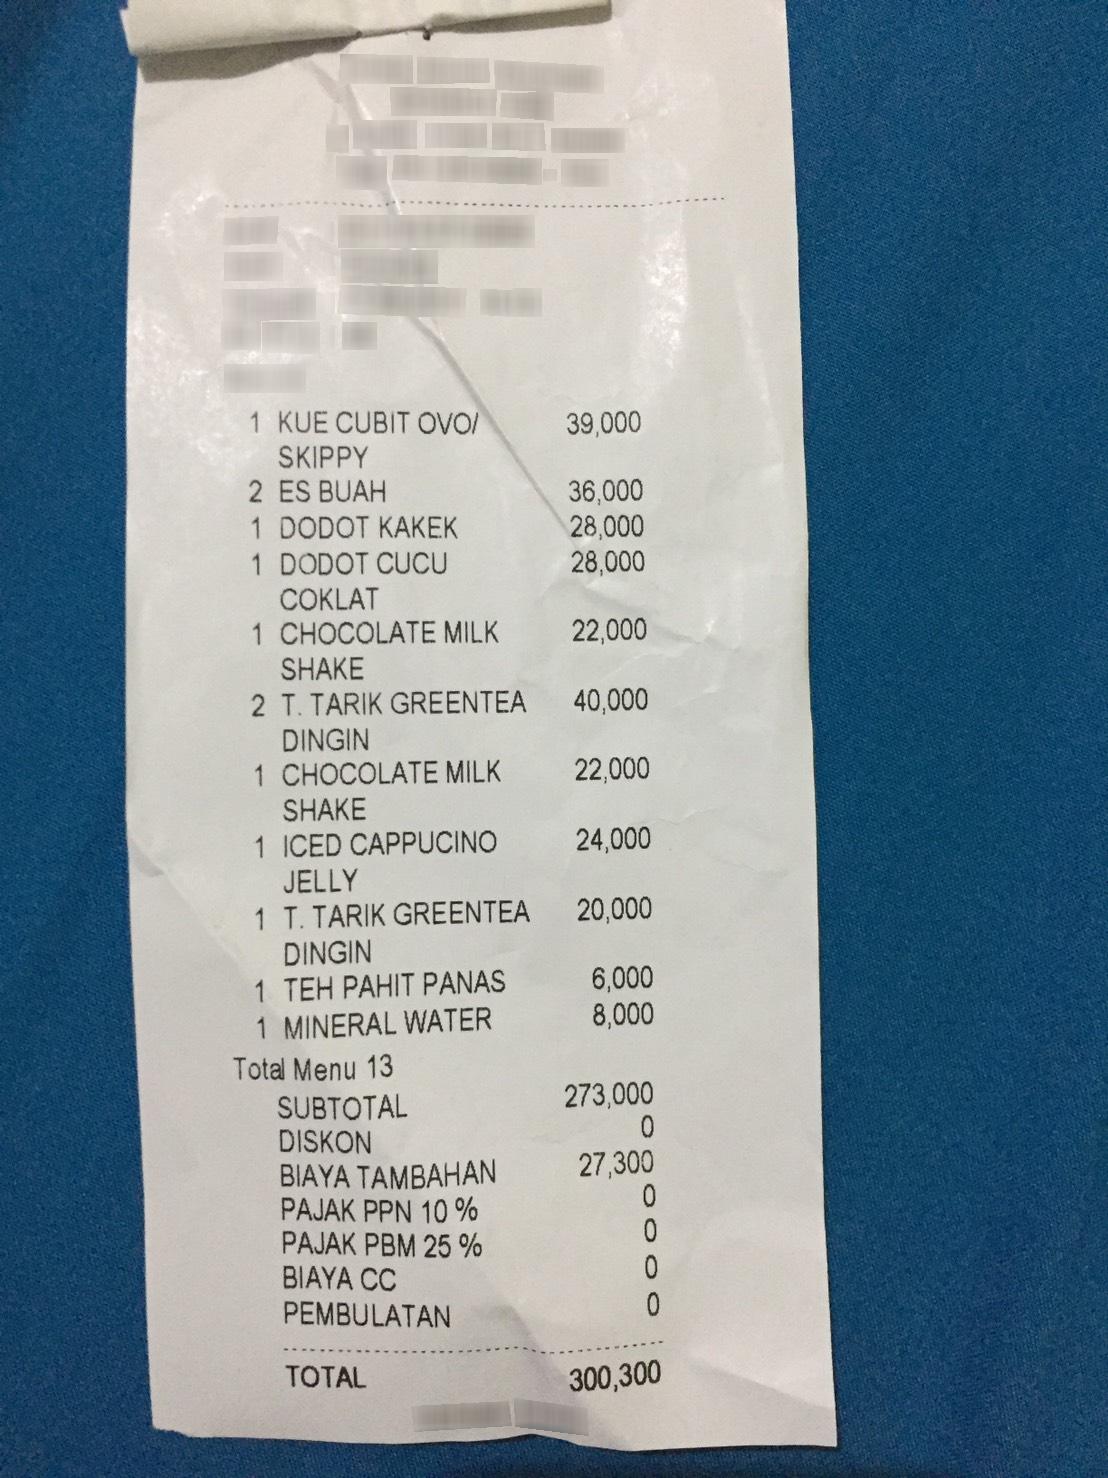 1 KUE CUBIT OVO/ 39,000
SKIPPY
2 ES BUAH 36,000
1 DODOT KAKEK 28,000
1 DODOT CUCU 28,000
COKLAT
1 CHOCOLATE MILK 22,000
SHAKE
2 T. TARIK GREENTEA 40,000
DINGIN
1 CHOCOLATE MILK 22,000
SHAKE
1 ICED CAPPUCINO 24,000
JELLY
1 T. TARIK GREENTEA 20,000
DINGIN
1 TEH PAHIT PANAS 6,000
1 MINERAL WATER 8,000
Total Menu 13
SUBTOTAL 273,000
DISKON 0
BIAYA TAMBAHAN 27,300
PAJAK PPN 10 % 0
PAJAK PBM 25 % 0
BIAYA CC 0
PEMBULATAN 0
TOTAL 300,300